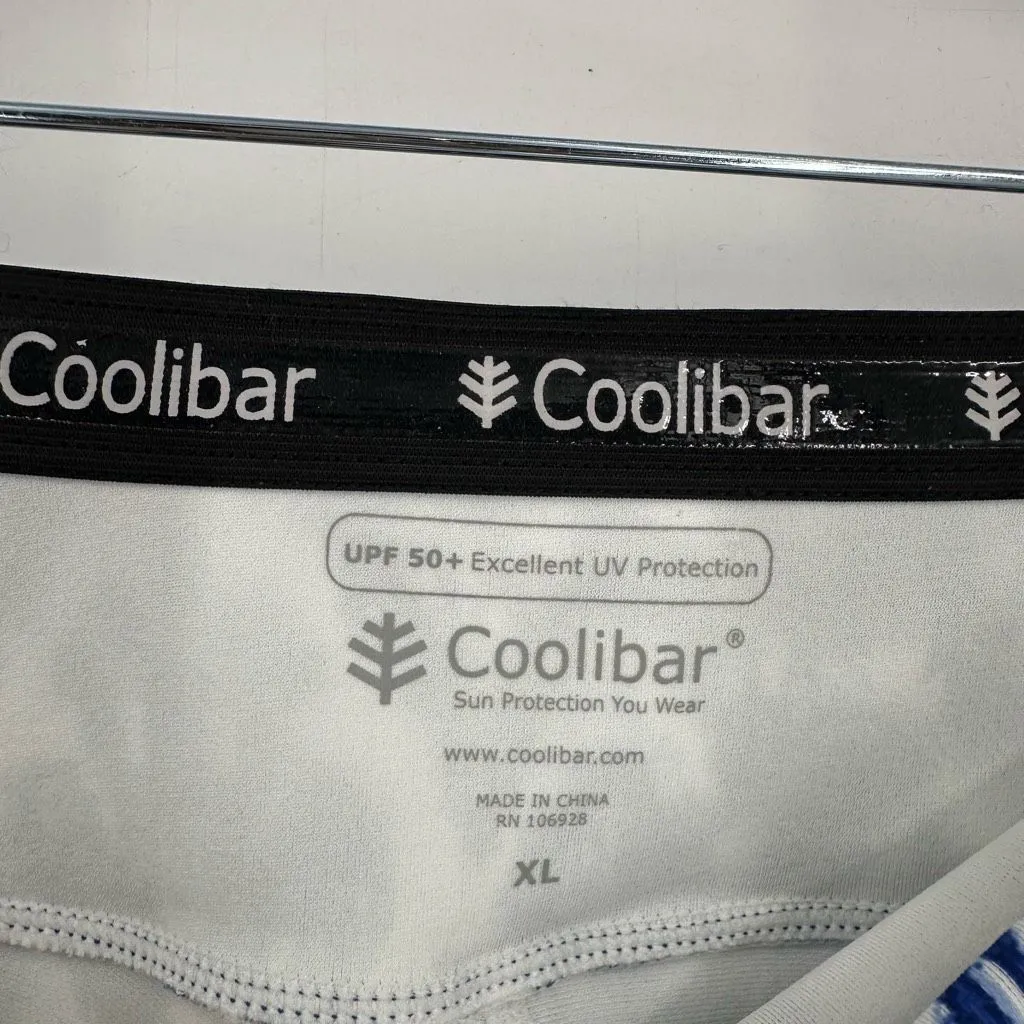 Coolibar Coolibar
UPF 50+ Excellent UV Protection
Coolibar®
Sun Protection You Wear
www.coolibar.com
MADE IN CHINA
RN 106928
XL